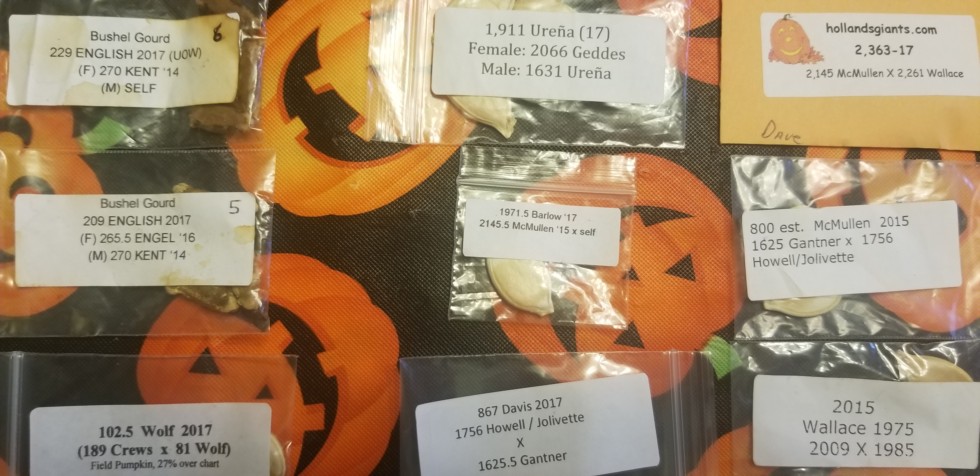 Bushel Gourd
6
229 ENGLISH 2017 (UOW)
(F) 270 KENT '14
(M) SELF
1,911 Ureña (17)
Female: 2066 Geddes
Male: 1631 Ureña
hollandsgiants.com
2,363-17
2,145 McMullen X 2,261 Wallace
Dave
Bushel Gourd
5
209 ENGLISH 2017
(F) 265.5 ENGEL '16
(M) 270 KENT '14
1971.5 Barlow '17
2145.5 McMullen '15 x self
800 est. McMullen 2015
1625 Gantner x 1756
Howell/Jolivette
102.5 Wolf 2017
(189 Crews x 81 Wolf)
Field Pumpkin, 27% over chart
867 Davis 2017
1756 Howell / Jolivette
X
1625.5 Gantner
2015
Wallace 1975
2009 X 1985